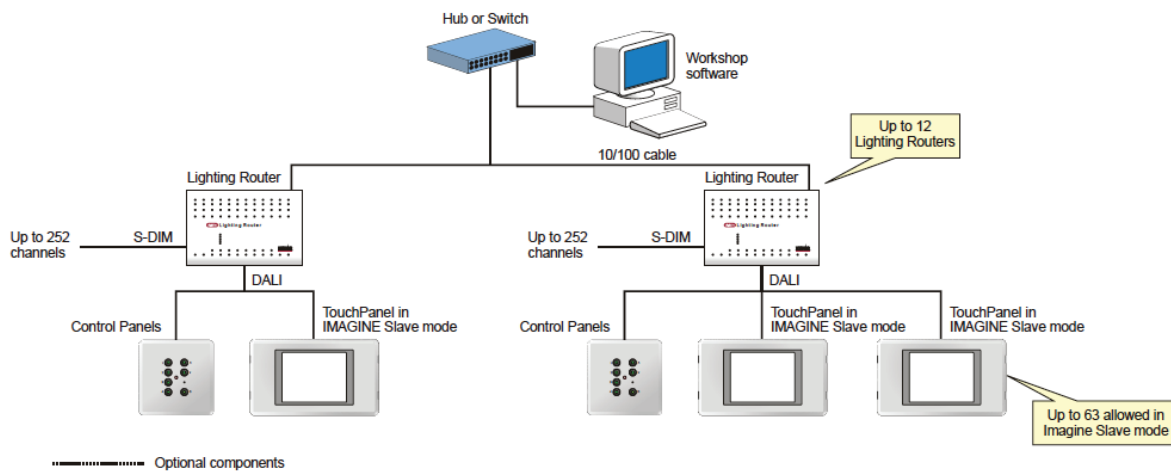 Hub or Switch
Workshop
software
Up to 12
Lighting Routers
10/100 cable
Lighting Router
Lighting Router
Lighting Router
Lighting Router
Up to 252
channels
S-DIM
Up to 252
channels
S-DIM
DALI
DALI
Control Panels
TouchPanel in
IMAGINE Slave mode
Control Panels
TouchPanel in
IMAGINE Slave mode
TouchPanel in
IMAGINE Slave mode
Up to 63 allowed in
Imagine Slave mode
Optional components